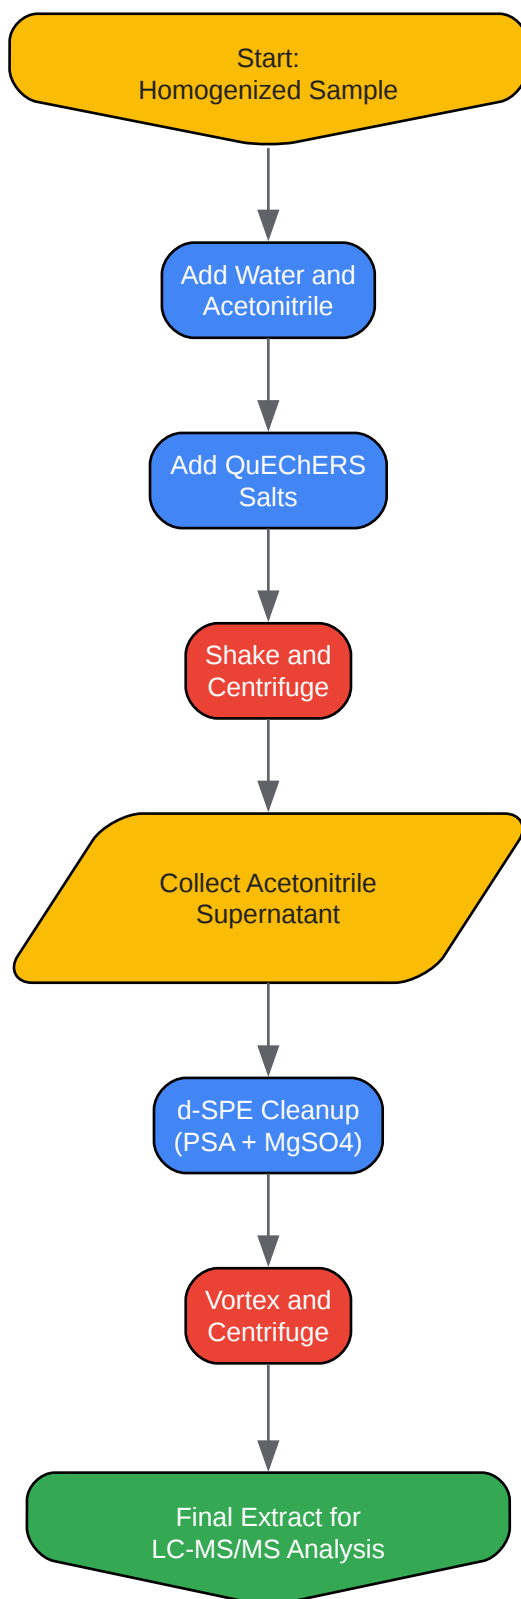 Start:
Homogenized Sample
Add Water and
Acetonitrile
Add QuEChERS
Salts
Shake and
Centrifuge
Collect Acetonitrile
Supernatant
d-SPE Cleanup
(PSA + MgSO4)
Vortex and
Centrifuge
Final Extract for
LC-MS/MS Analysis